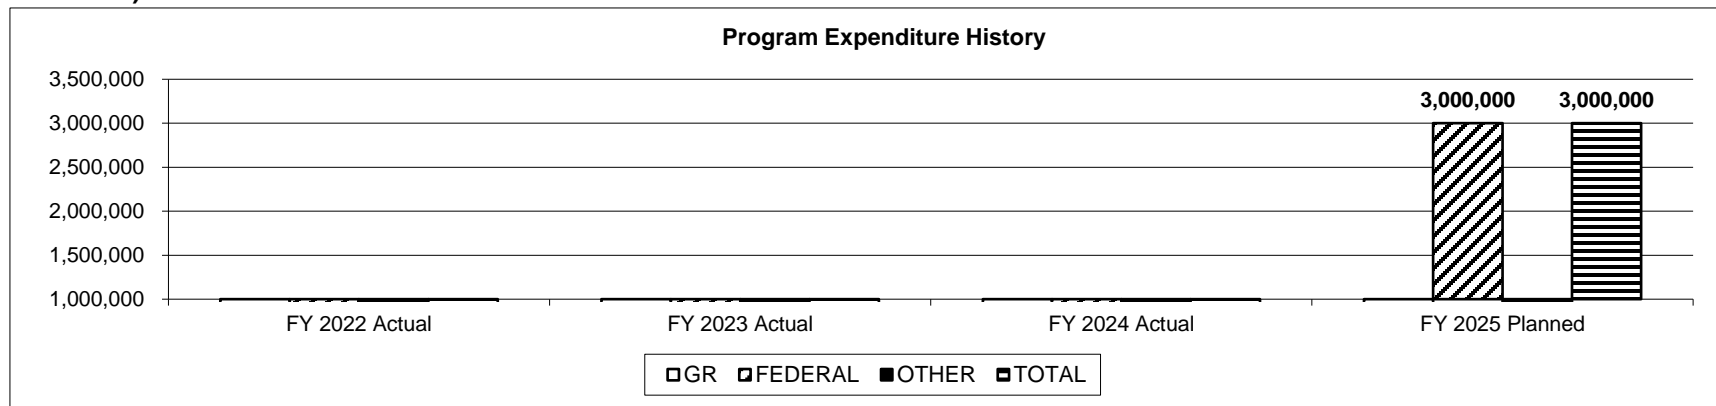 Program Expenditure History
3,500,000
3,000,000 3,000,000
3,000,000
2,500,000
2,000,000
1,500,000
1,000,000
FY 2022 Actual FY 2023 Actual FY 2024 Actual FY 2025 Planned
GR FEDERAL OTHER TOTAL